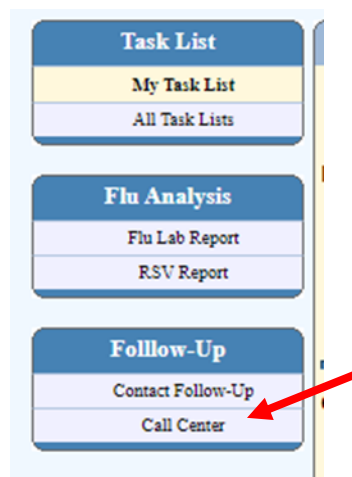 Task List
My Task List
All Task Lists
Flu Analysis
Flu Lab Report
RSV Report
Folllow-Up
Contact Follow-Up
Call Center